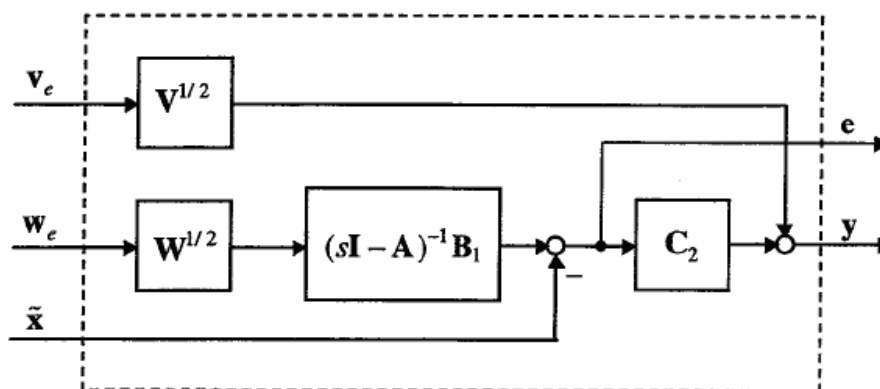 v_e
V^{1/2}
e
w_e
W^{1/2}
(sI − A)^{-1} B_1
C_2
y
−
x̃